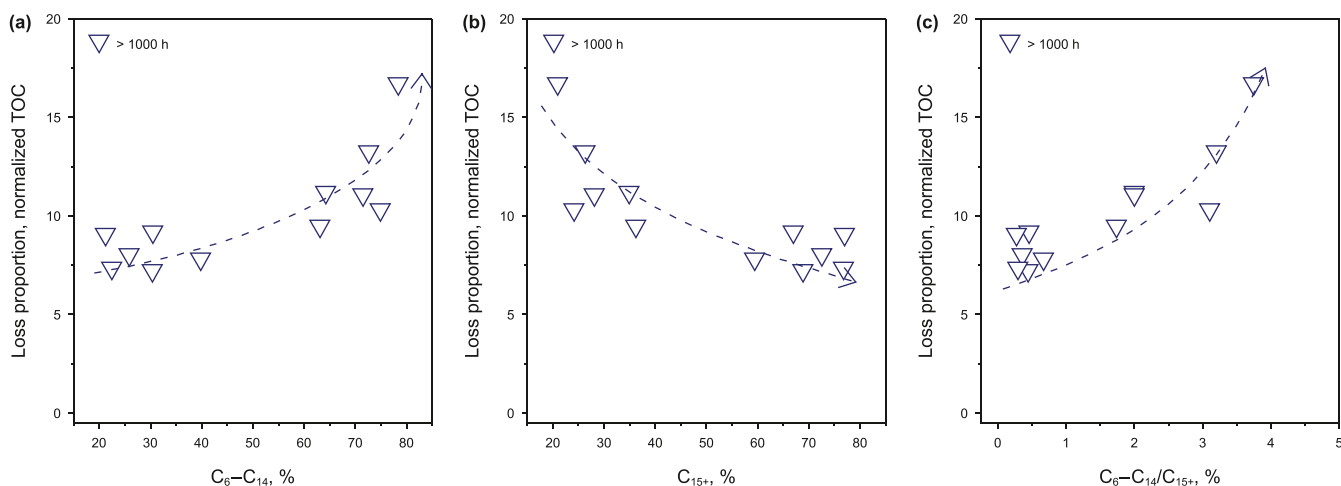 (a)
> 1000 h
Loss proportion, normalized TOC
20
15
10
5
0
20 30 40 50 60 70 80
C₆–C₁₄, %
(b)
> 1000 h
Loss proportion, normalized TOC
20
15
10
5
0
20 30 40 50 60 70 80
C₁₅₊, %
(c)
> 1000 h
Loss proportion, normalized TOC
20
15
10
5
0
0 1 2 3 4 5
C₆–C₁₄/C₁₅₊, %